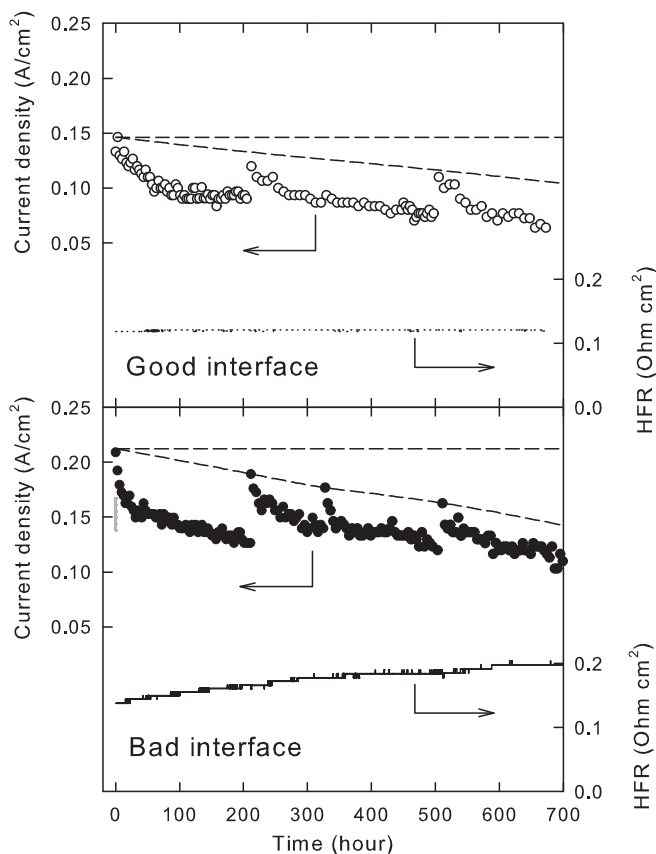 Current density (A/cm²)
0.25
0.20
0.15
0.10
0.05
0.2
0.1
0.0
HFR (Ohm cm²)
Good interface
Current density (A/cm²)
0.25
0.20
0.15
0.10
0.05
0.2
0.1
0.0
HFR (Ohm cm²)
Bad interface
0 100 200 300 400 500 600 700
Time (hour)